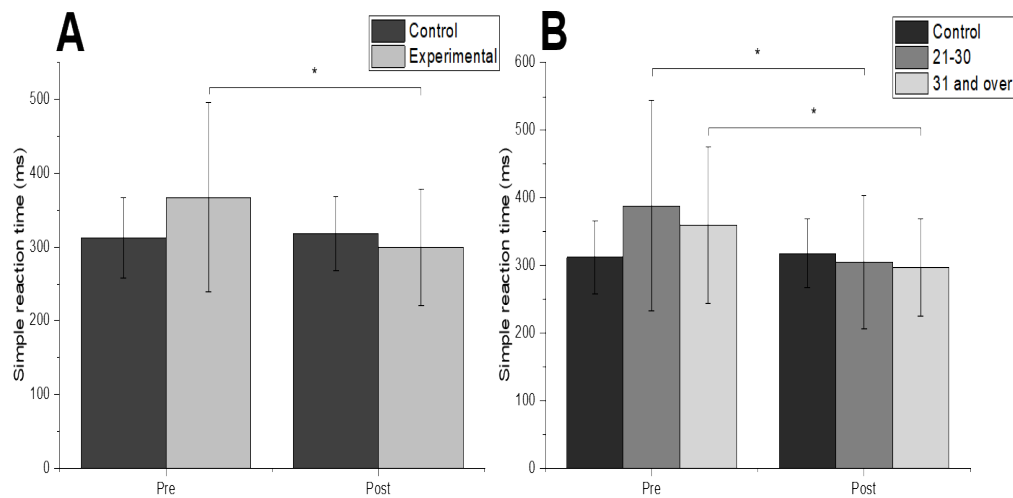 A
Control
Experimental
*
Simple reaction time (ms)
500
400
300
200
100
0
Pre
Post
B
Control
21-30
31 and over
*
*
Simple reaction time (ms)
600
500
400
300
200
100
0
Pre
Post